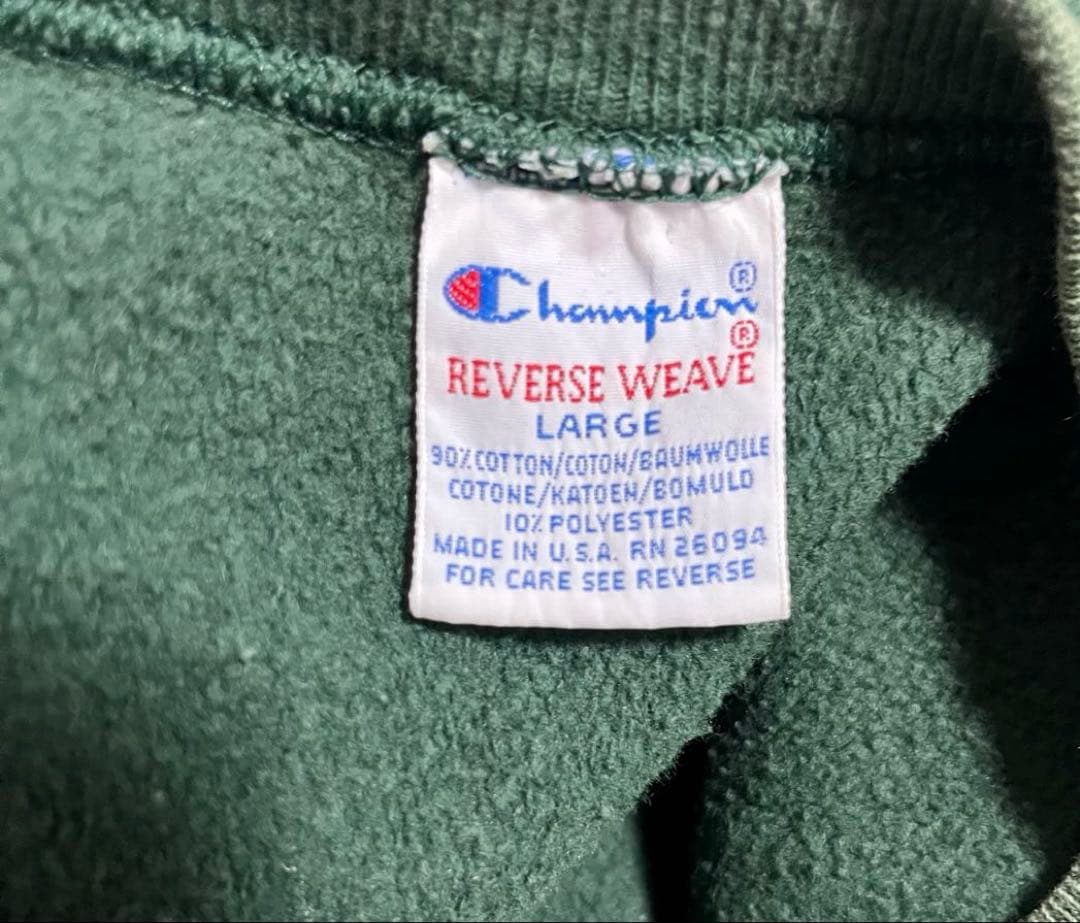 Champion®
REVERSE WEAVE®
LARGE
90% COTTON/COTON/BAUMWOLLE
COTONE/KATOEN/BOMULD
10% POLYESTER
MADE IN U.S.A. RN 26094
FOR CARE SEE REVERSE